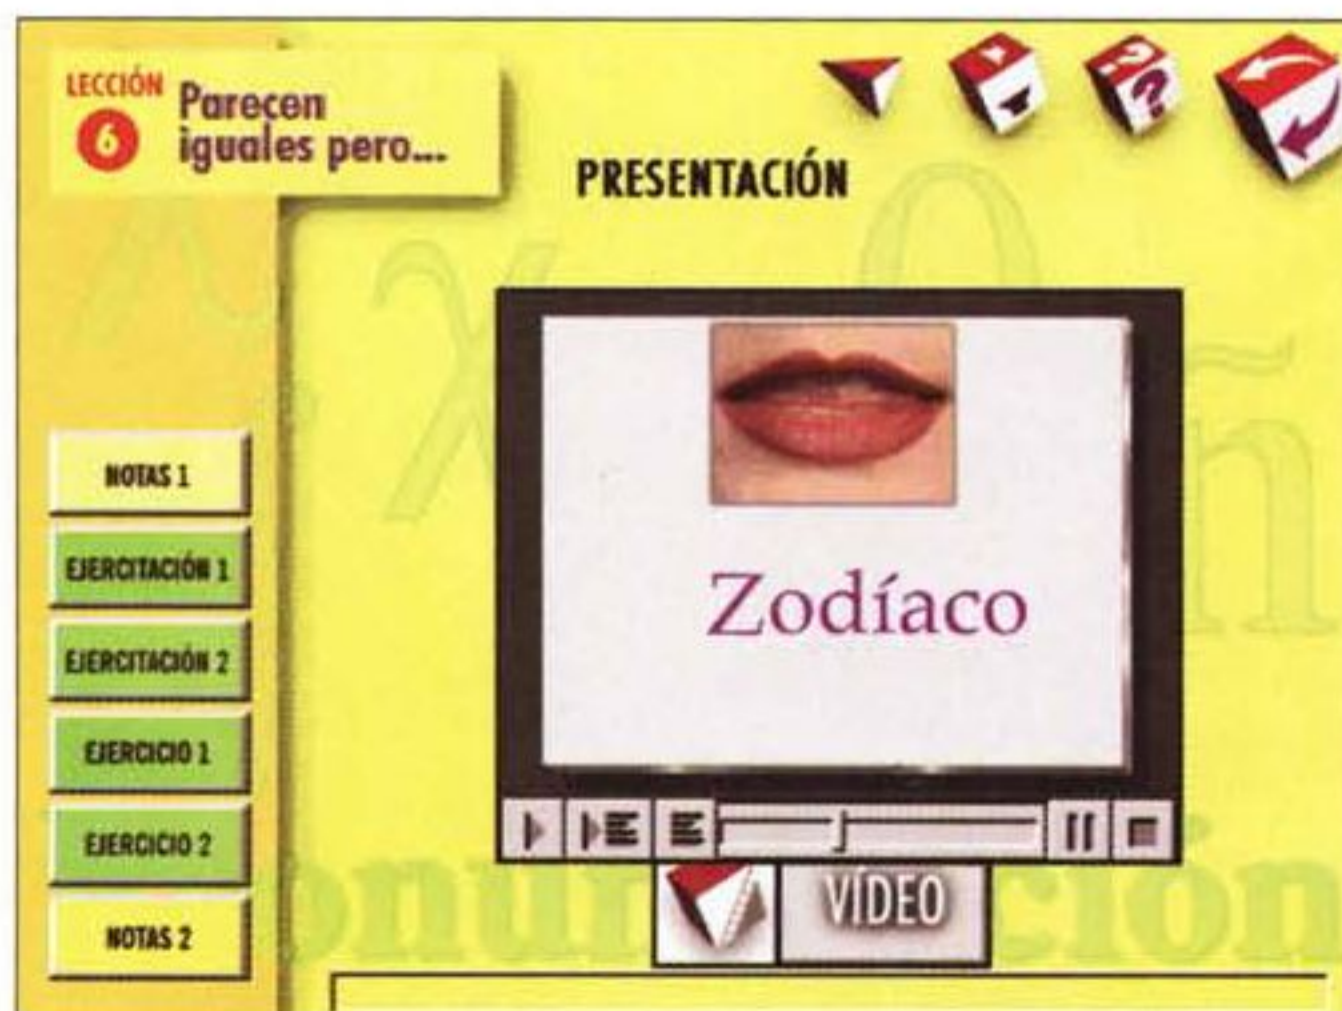 LECCIÓN
6
Parecen
iguales pero...
PRESENTACIÓN
Zodíaco
NOTAS 1
EJERCITACIÓN 1
EJERCITACIÓN 2
EJERCICIO 1
EJERCICIO 2
NOTAS 2
VÍDEO